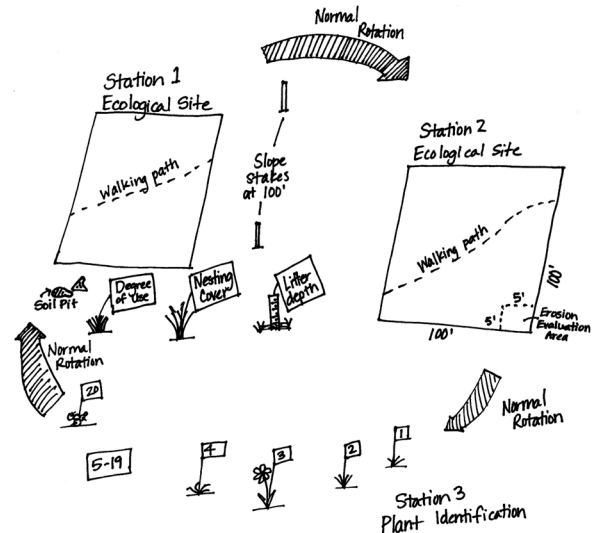 Normal
Rotation
Station 1
Ecological Site
Walking path
Slope
Stakes
at 100'
Station 2
Ecological Site
Walking path
100'
5'
5'
Erosion
Evaluation
Area
100'
Soil Pit
Degree
of Use
Nesting
Cover
Litter
depth
Normal
Rotation
20
5-19
4
3
2
1
Normal
Rotation
Station 3
Plant Identification